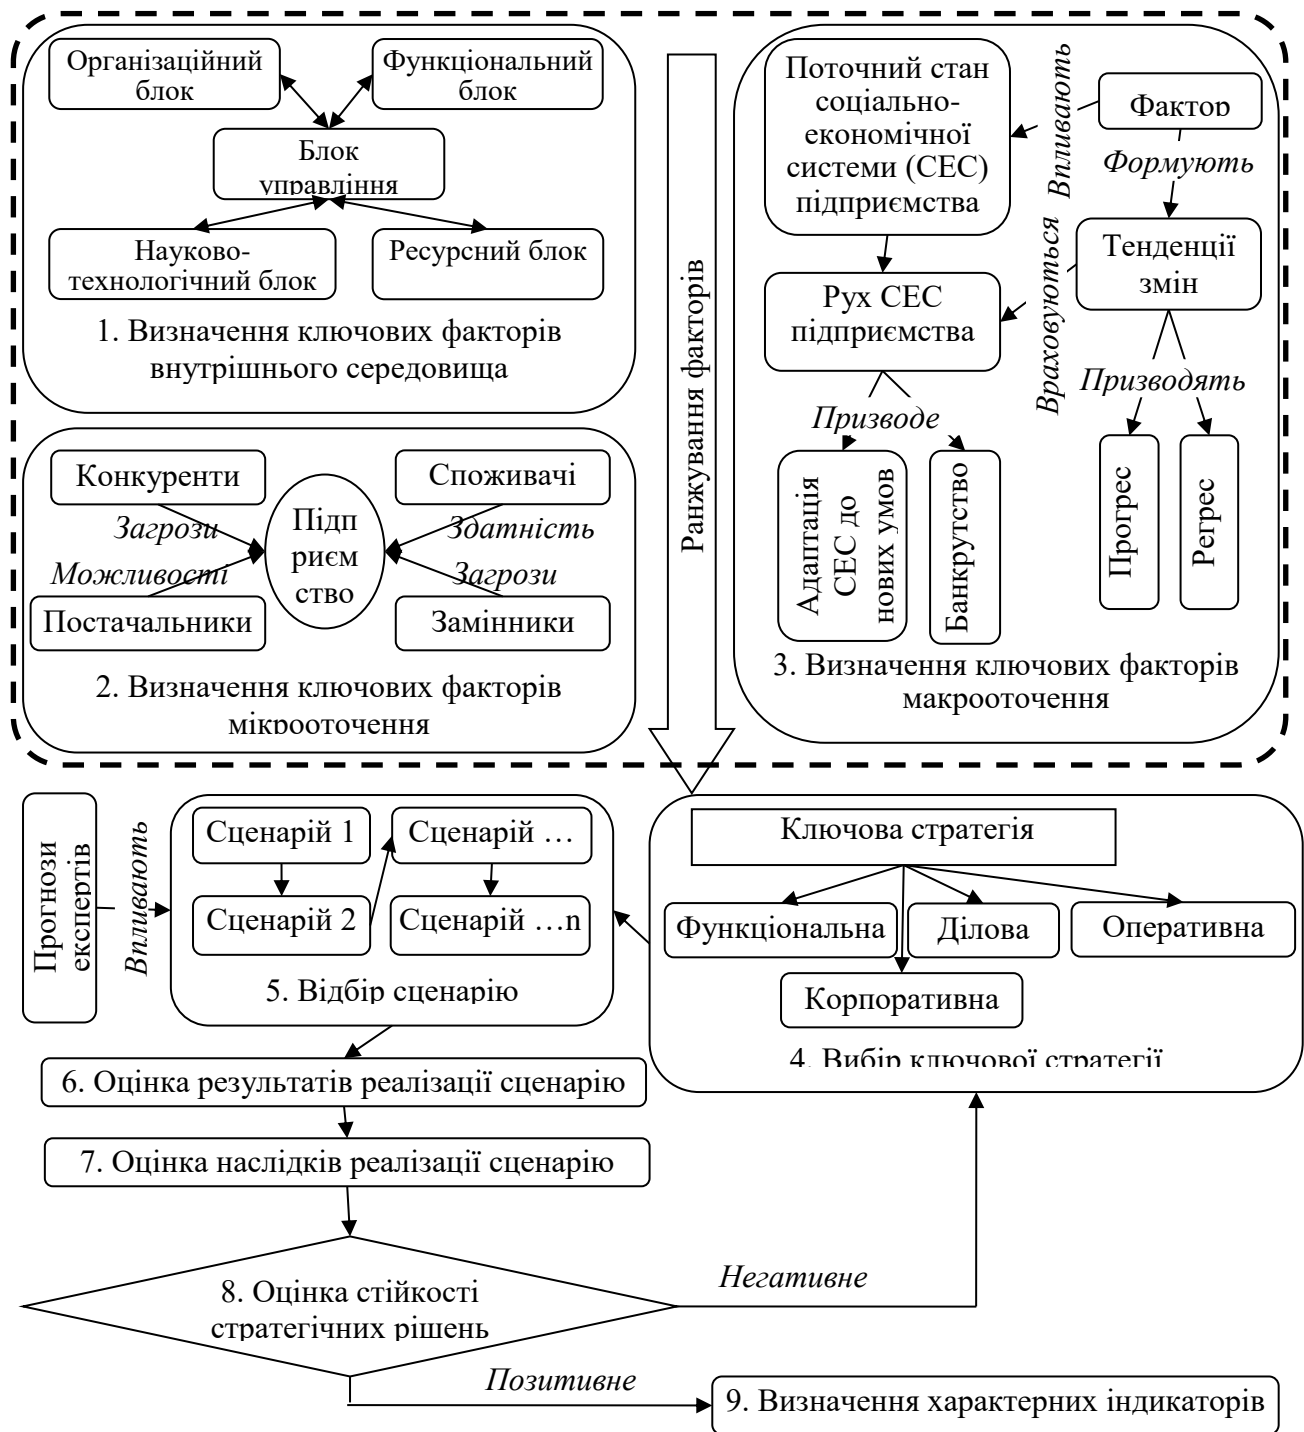 Організаційний
блок
Функціональний
блок
Блок
управління
Науково-
технологічний блок
Ресурсний блок
1. Визначення ключових факторів
внутрішнього середовища
Конкуренти
Споживачі
Загрози
Здатність
Підп
риєм
ство
Можливості
Загрози
Постачальники
Замінники
2. Визначення ключових факторів
мікрооточення
Ранжування факторів
Поточний стан
соціально-
економічної
системи (СЕС)
підприємства
Впливають
Фактор
Формують
Тенденції
змін
Враховуються
Рух СЕС
підприємства
Призводе
Призводять
Адаптація
СЕС до
нових умов
Банкрутство
Прогрес
Регрес
3. Визначення ключових факторів
макрооточення
Прогнози
експертів
Впливають
Сценарій 1
Сценарій …
Сценарій 2
Сценарій …n
5. Відбір сценарію
Ключова стратегія
Функціональна
Ділова
Оперативна
Корпоративна
4. Вибір ключової стратегії
6. Оцінка результатів реалізації сценарію
7. Оцінка наслідків реалізації сценарію
8. Оцінка стійкості
стратегічних рішень
Негативне
Позитивне
9. Визначення характерних індикаторів